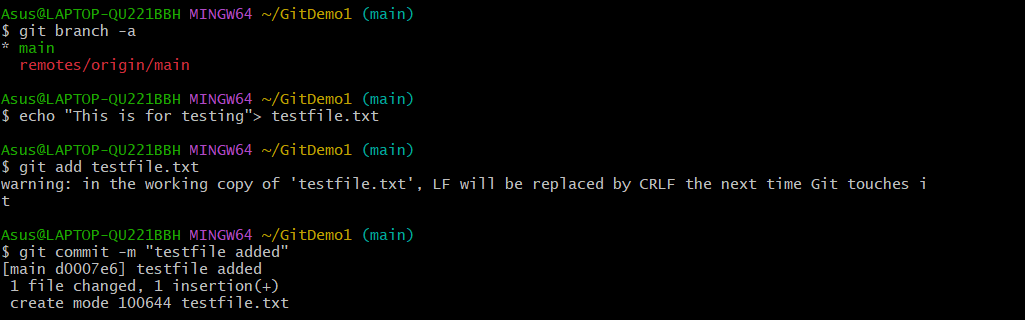 Asus@LAPTOP-QU221BBH MINGW64 ~/GitDemo1 (main)
$ git branch -a
* main
  remotes/origin/main
Asus@LAPTOP-QU221BBH MINGW64 ~/GitDemo1 (main)
$ echo "This is for testing"> testfile.txt
Asus@LAPTOP-QU221BBH MINGW64 ~/GitDemo1 (main)
$ git add testfile.txt
warning: in the working copy of 'testfile.txt', LF will be replaced by CRLF the next time Git touches i
t
Asus@LAPTOP-QU221BBH MINGW64 ~/GitDemo1 (main)
$ git commit -m "testfile added"
[main d0007e6] testfile added
 1 file changed, 1 insertion(+)
 create mode 100644 testfile.txt